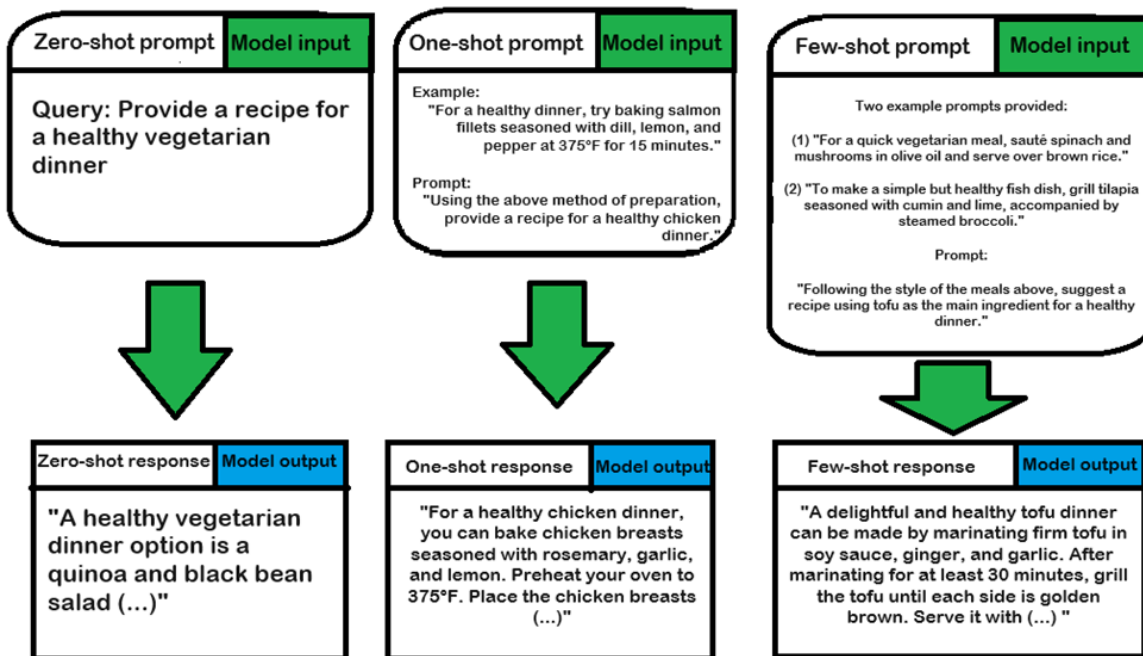 Zero-shot prompt
Model input
Query: Provide a recipe for
a healthy vegetarian
dinner
One-shot prompt
Model input
Example:
"For a healthy dinner, try baking salmon
fillets seasoned with dill, lemon, and
pepper at 375°F for 15 minutes."
Prompt:
"Using the above method of preparation,
provide a recipe for a healthy chicken
dinner."
Few-shot prompt
Model input
Two example prompts provided:
(1) "For a quick vegetarian meal, sauté spinach and
mushrooms in olive oil and serve over brown rice."
(2) "To make a simple but healthy fish dish, grill tilapia
seasoned with cumin and lime, accompanied by
steamed broccoli."
Prompt:
"Following the style of the meals above, suggest a
recipe using tofu as the main ingredient for a healthy
dinner."
Zero-shot response
Model output
"A healthy vegetarian
dinner option is a
quinoa and black bean
salad (...)"
One-shot response
Model output
"For a healthy chicken dinner,
you can bake chicken breasts
seasoned with rosemary, garlic,
and lemon. Preheat your oven to
375°F. Place the chicken breasts
(...)"
Few-shot response
Model output
"A delightful and healthy tofu dinner
can be made by marinating firm tofu in
soy sauce, ginger, and garlic. After
marinating for at least 30 minutes, grill
the tofu until each side is golden
brown. Serve it with (...) "